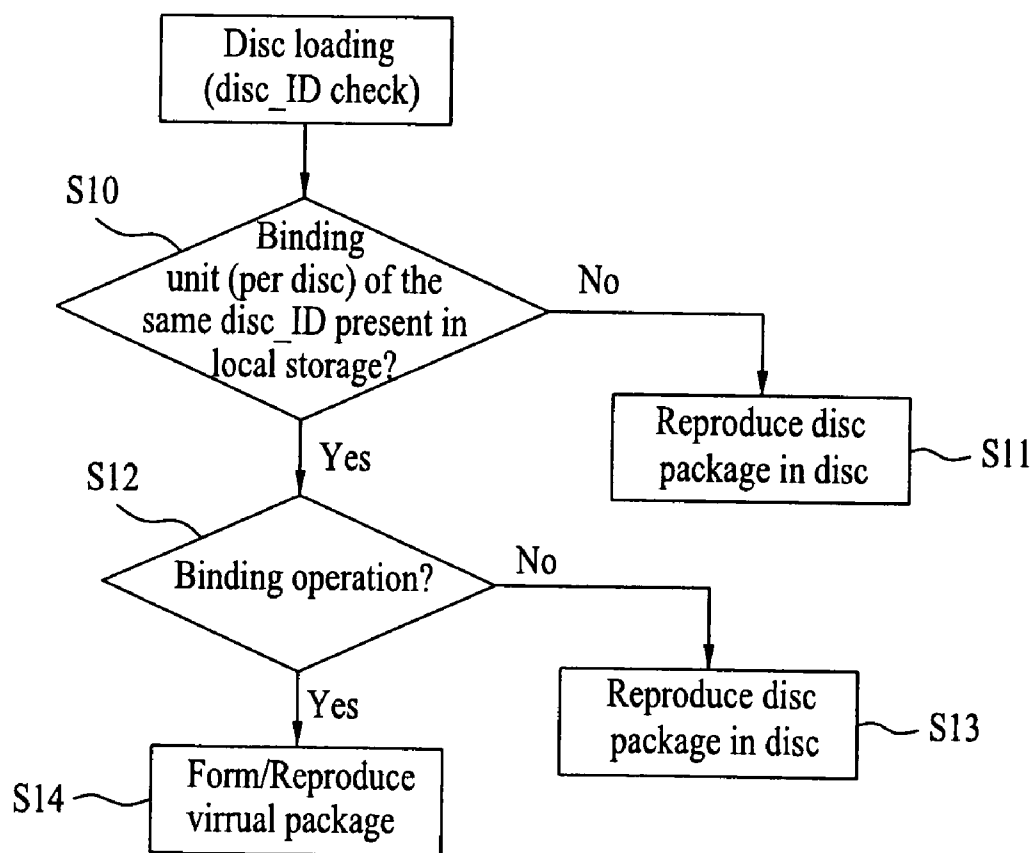 Disc loading
(disc_ID check)
S10
Binding
unit (per disc) of the
same disc_ID present in
local storage?
No
Reproduce disc
package in disc
S11
Yes
S12
Binding operation?
No
Reproduce disc
package in disc
S13
Yes
Form/Reproduce
virrual package
S14